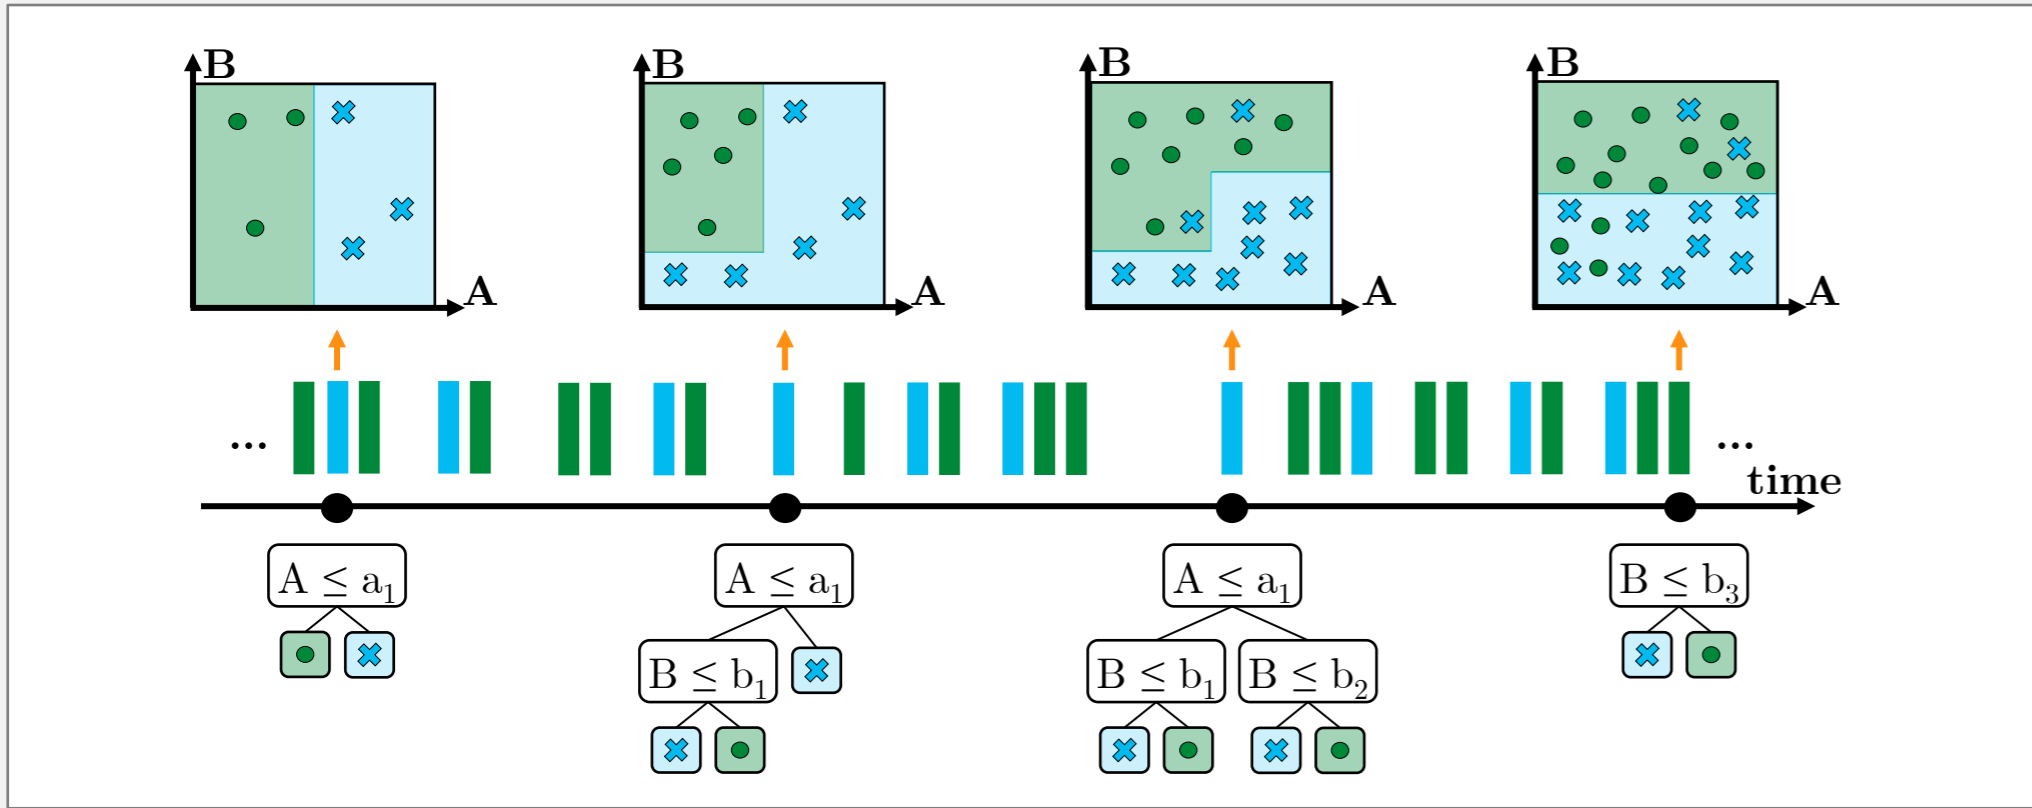 B
B
B
B
A
A
A
A
...
...
time
A ≤ a₁
A ≤ a₁
A ≤ a₁
B ≤ b₃
B ≤ b₁
B ≤ b₁
B ≤ b₂